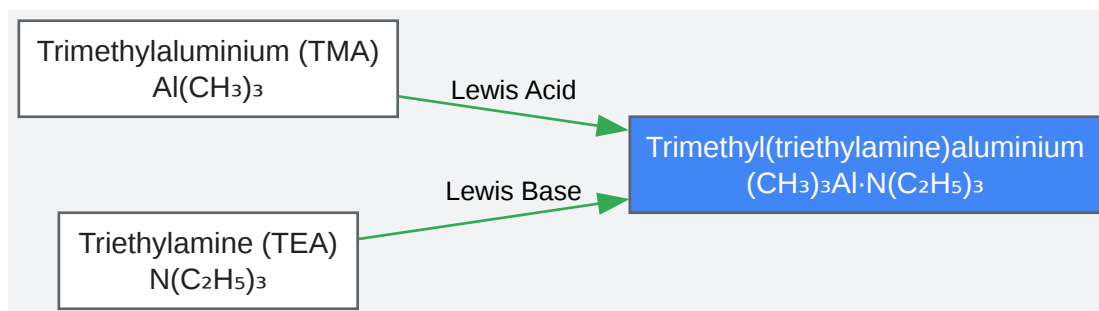 Trimethylaluminium (TMA)
Al(CH₃)₃
Lewis Acid
Trimethyl(triethylamine)aluminium
(CH₃)₃Al·N(C₂H₅)₃
Lewis Base
Triethylamine (TEA)
N(C₂H₅)₃